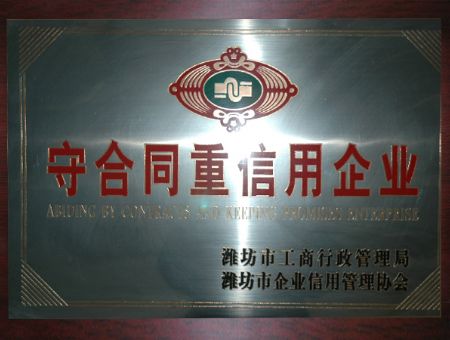 守合同重信用企业
ABIDING BY CONTRACTS AND KEEPING PROMISES ENTERPRISE
潍坊市工商行政管理局
潍坊市企业信用管理协会